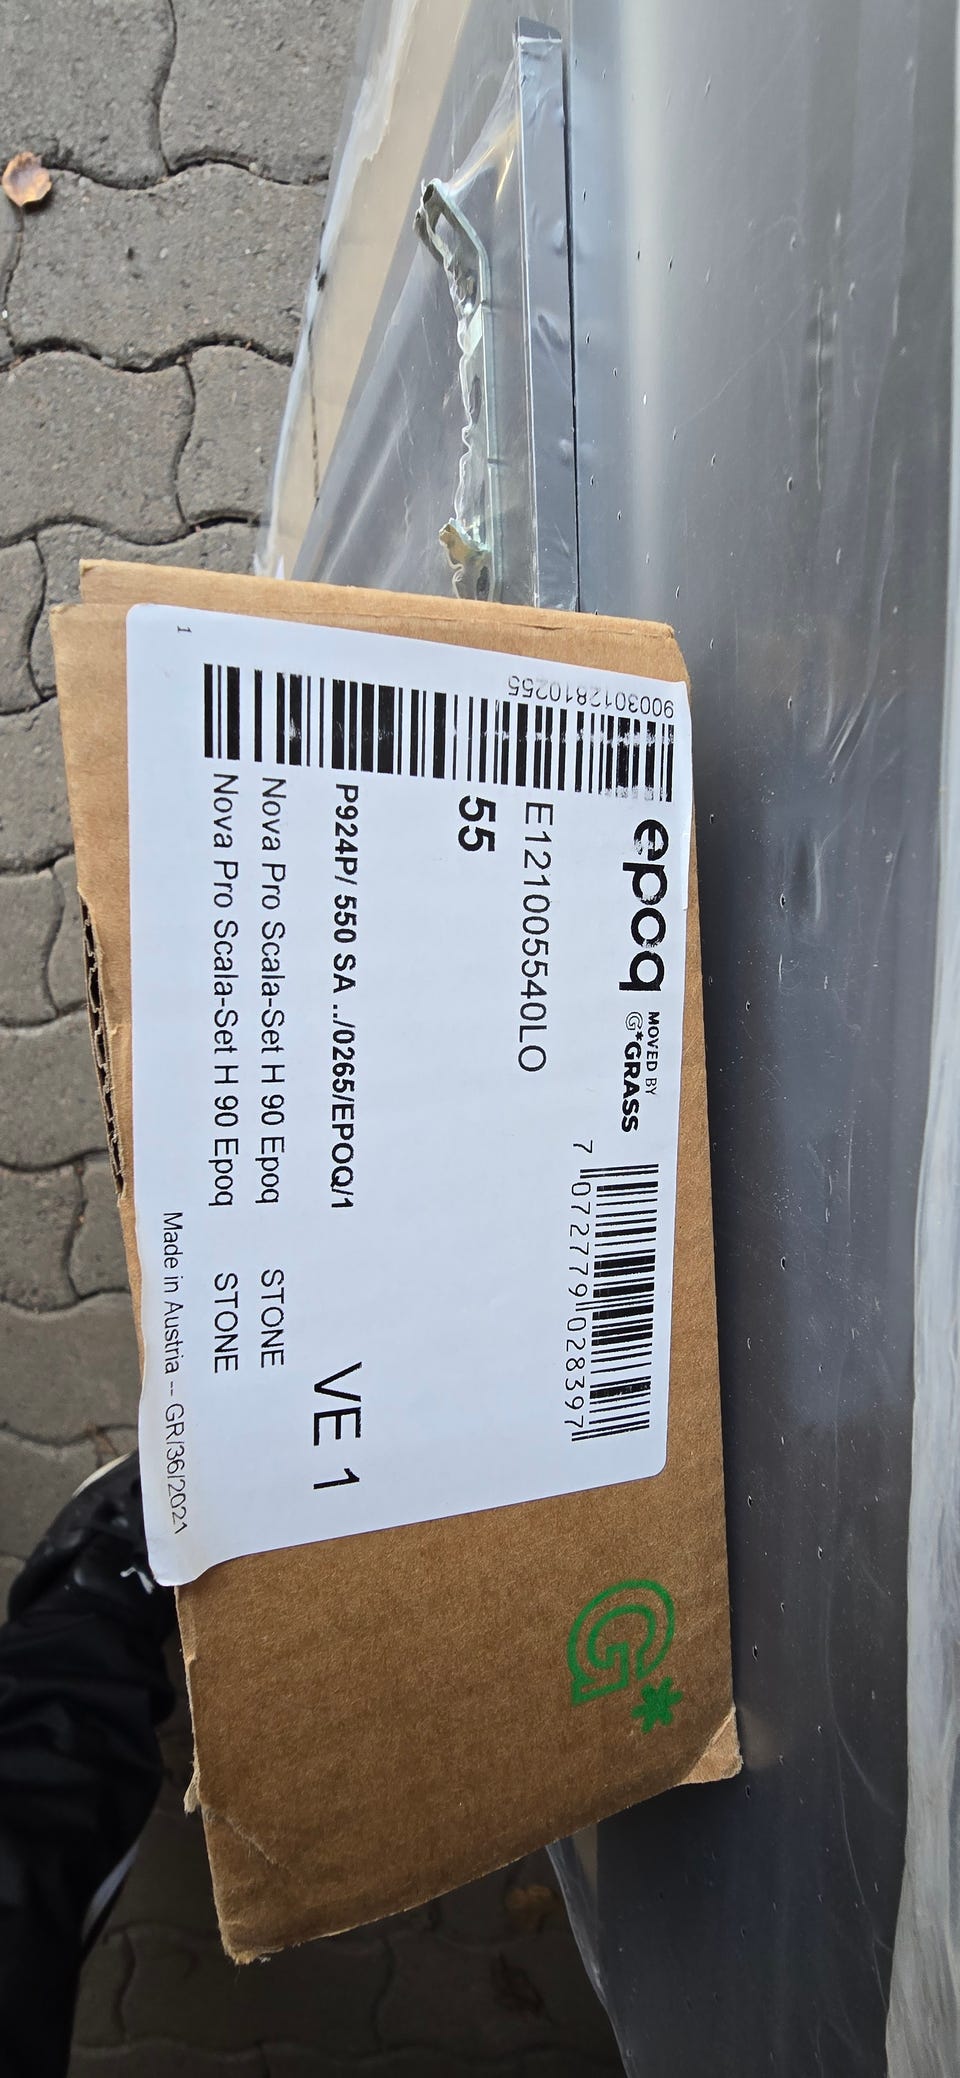 epoq
MOVED BY
G*GRASS
7 072779 028397
9003012810255
E121005540LO
55
P924P/ 550 SA ../0265/EPOQ/1
VE 1
Nova Pro Scala-Set H 90 Epoq STONE
Nova Pro Scala-Set H 90 Epoq STONE
Made in Austria -- GR/36/2021
1
G*